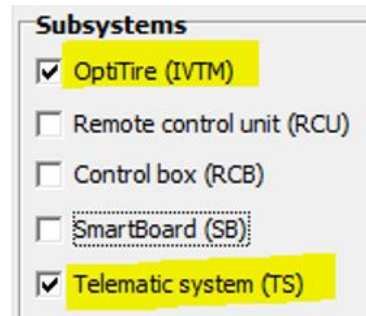 Subsystems
OptiTire (IVTM)
Remote control unit (RCU)
Control box (RCB)
SmartBoard (SB)
Telematic system (TS)